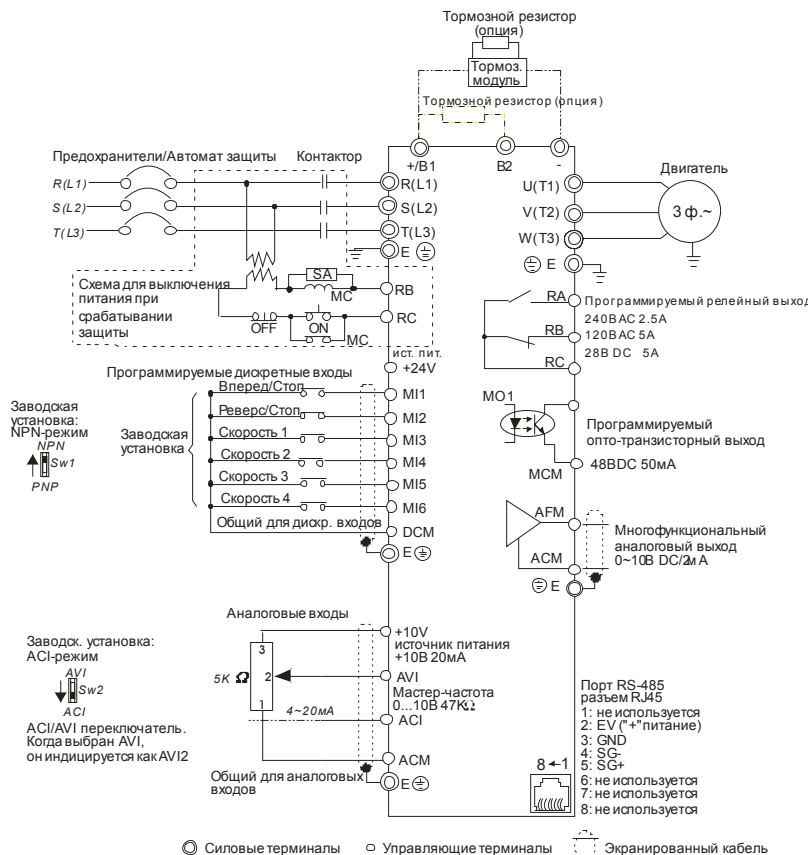 Тормозной резистор
(опция)
Тормоз.
модуль
Тормозной резистор (опция)
+/B1
B2
-
Предохранители/Автомат защиты
Контактор
Двигатель
R(L1)
R(L1)
U(T1)
S(L2)
S(L2)
V(T2)
3 ф.~
T(L3)
T(L3)
W(T3)
E
E
Схема для выключения
питания при
срабатывании
защиты
SA
MC
RB
OFF
ON
MC
RC
RA
Программируемый релейный выход
240ВАС 2.5А
RB
120ВАС 5А
RC
28В DC 5А
ист. пит.
+24V
Программируемые дискретные входы
Заводская
установка:
NPN-режим
NPN
Sw1
PNP
Заводская
установка
Вперед/Стоп
MI1
Реверс/Стоп
MI2
Скорость 1
MI3
Скорость 2
MI4
Скорость 3
MI5
Скорость 4
MI6
Общий для дискр. входов
DCM
E
MO1
Программируемый
опто-транзисторный выход
MCM
48ВDC 50мА
AFM
Многофункциональный
аналоговый выход
0~10В DC/2мА
ACM
E
Аналоговые входы
+10V
источник питания
+10В 20мА
3
5K Ω
2
AVI
Мастер-частота
0...10В 47KΩ
1
4~20мА
ACI
ACM
Общий для аналоговых
входов
E
Заводск. установка:
ACI-режим
AVI
Sw2
ACI
ACI/AVI переключатель.
Когда выбран AVI,
он индицируется как AVI2
Порт RS-485
разъем RJ45
1: не используется
2: EV ("+"питание)
3: GND
4: SG-
5: SG+
6: не используется
7: не используется
8: не используется
8←1
Силовые терминалы
Управляющие терминалы
Экранированный кабель